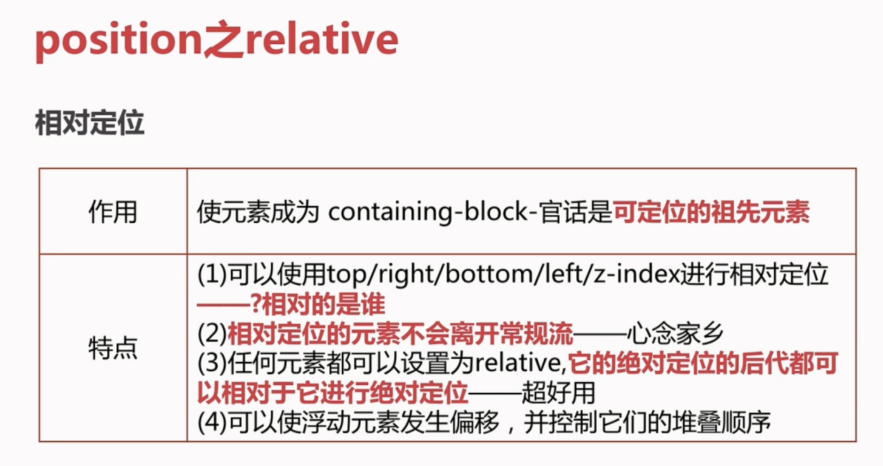 position之relative
相对定位
作用
使元素成为 containing-block-官话是可定位的祖先元素
特点
(1)可以使用top/right/bottom/left/z-index进行相对定位
——?相对的是谁
(2)相对定位的元素不会离开常规流——心念家乡
(3)任何元素都可以设置为relative,它的绝对定位的后代都可
以相对于它进行绝对定位——超好用
(4)可以使浮动元素发生偏移，并控制它们的堆叠顺序